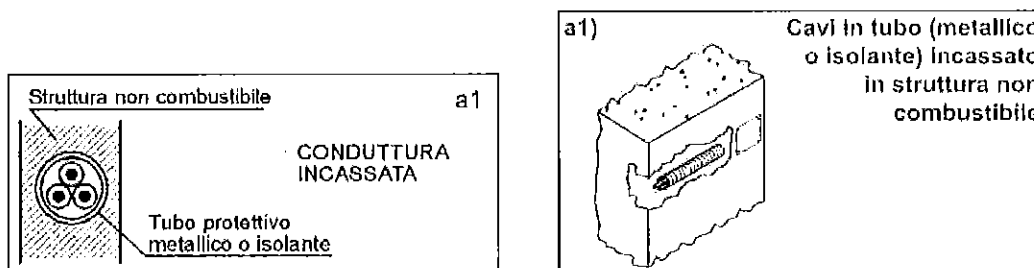 Struttura non combustibile
a1
CONDUTTURA
INCASSATA
Tubo protettivo
metallico o isolante
a1)
Cavi in tubo (metallico
o isolante) incassato
in struttura non
combustibile